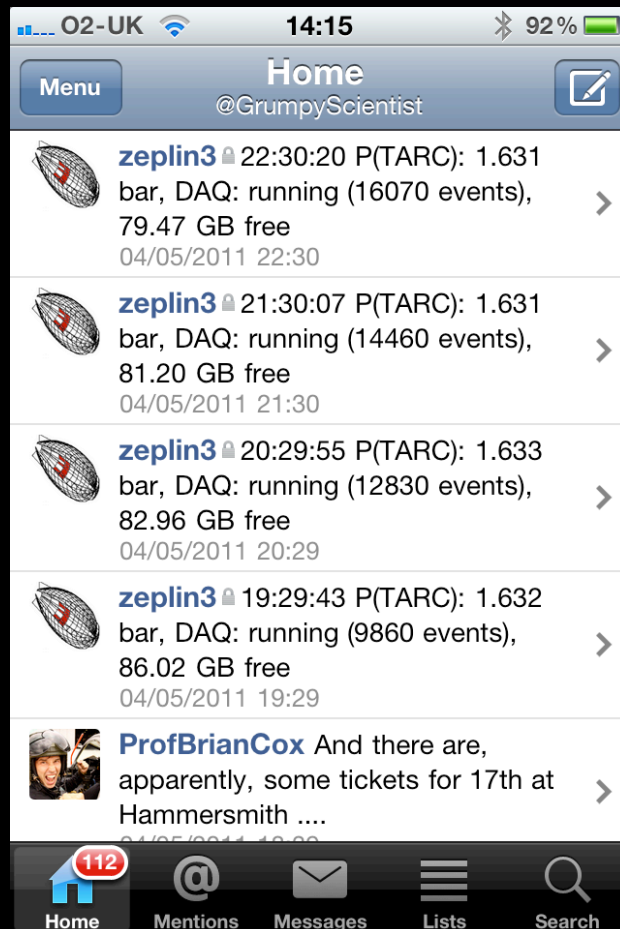 O2-UK 14:15 92%
Menu Home
@GrumpyScientist
zeplin3 22:30:20 P(TARC): 1.631
bar, DAQ: running (16070 events),
79.47 GB free
04/05/2011 22:30
zeplin3 21:30:07 P(TARC): 1.631
bar, DAQ: running (14460 events),
81.20 GB free
04/05/2011 21:30
zeplin3 20:29:55 P(TARC): 1.633
bar, DAQ: running (12830 events),
82.96 GB free
04/05/2011 20:29
zeplin3 19:29:43 P(TARC): 1.632
bar, DAQ: running (9860 events),
86.02 GB free
04/05/2011 19:29
ProfBrianCox And there are,
apparently, some tickets for 17th at
Hammersmith ....
112
Home Mentions Messages Lists Search